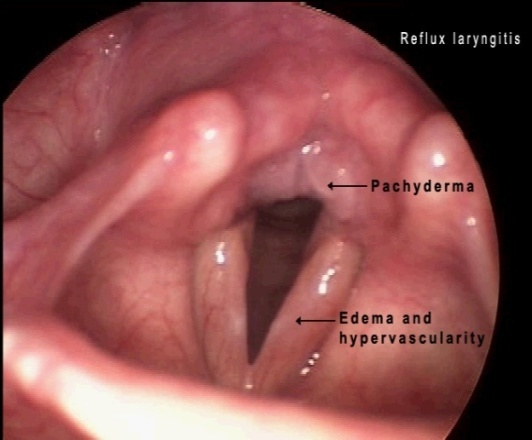 Reflux laryngitis
Pachyderma
Edema and
hypervascularity